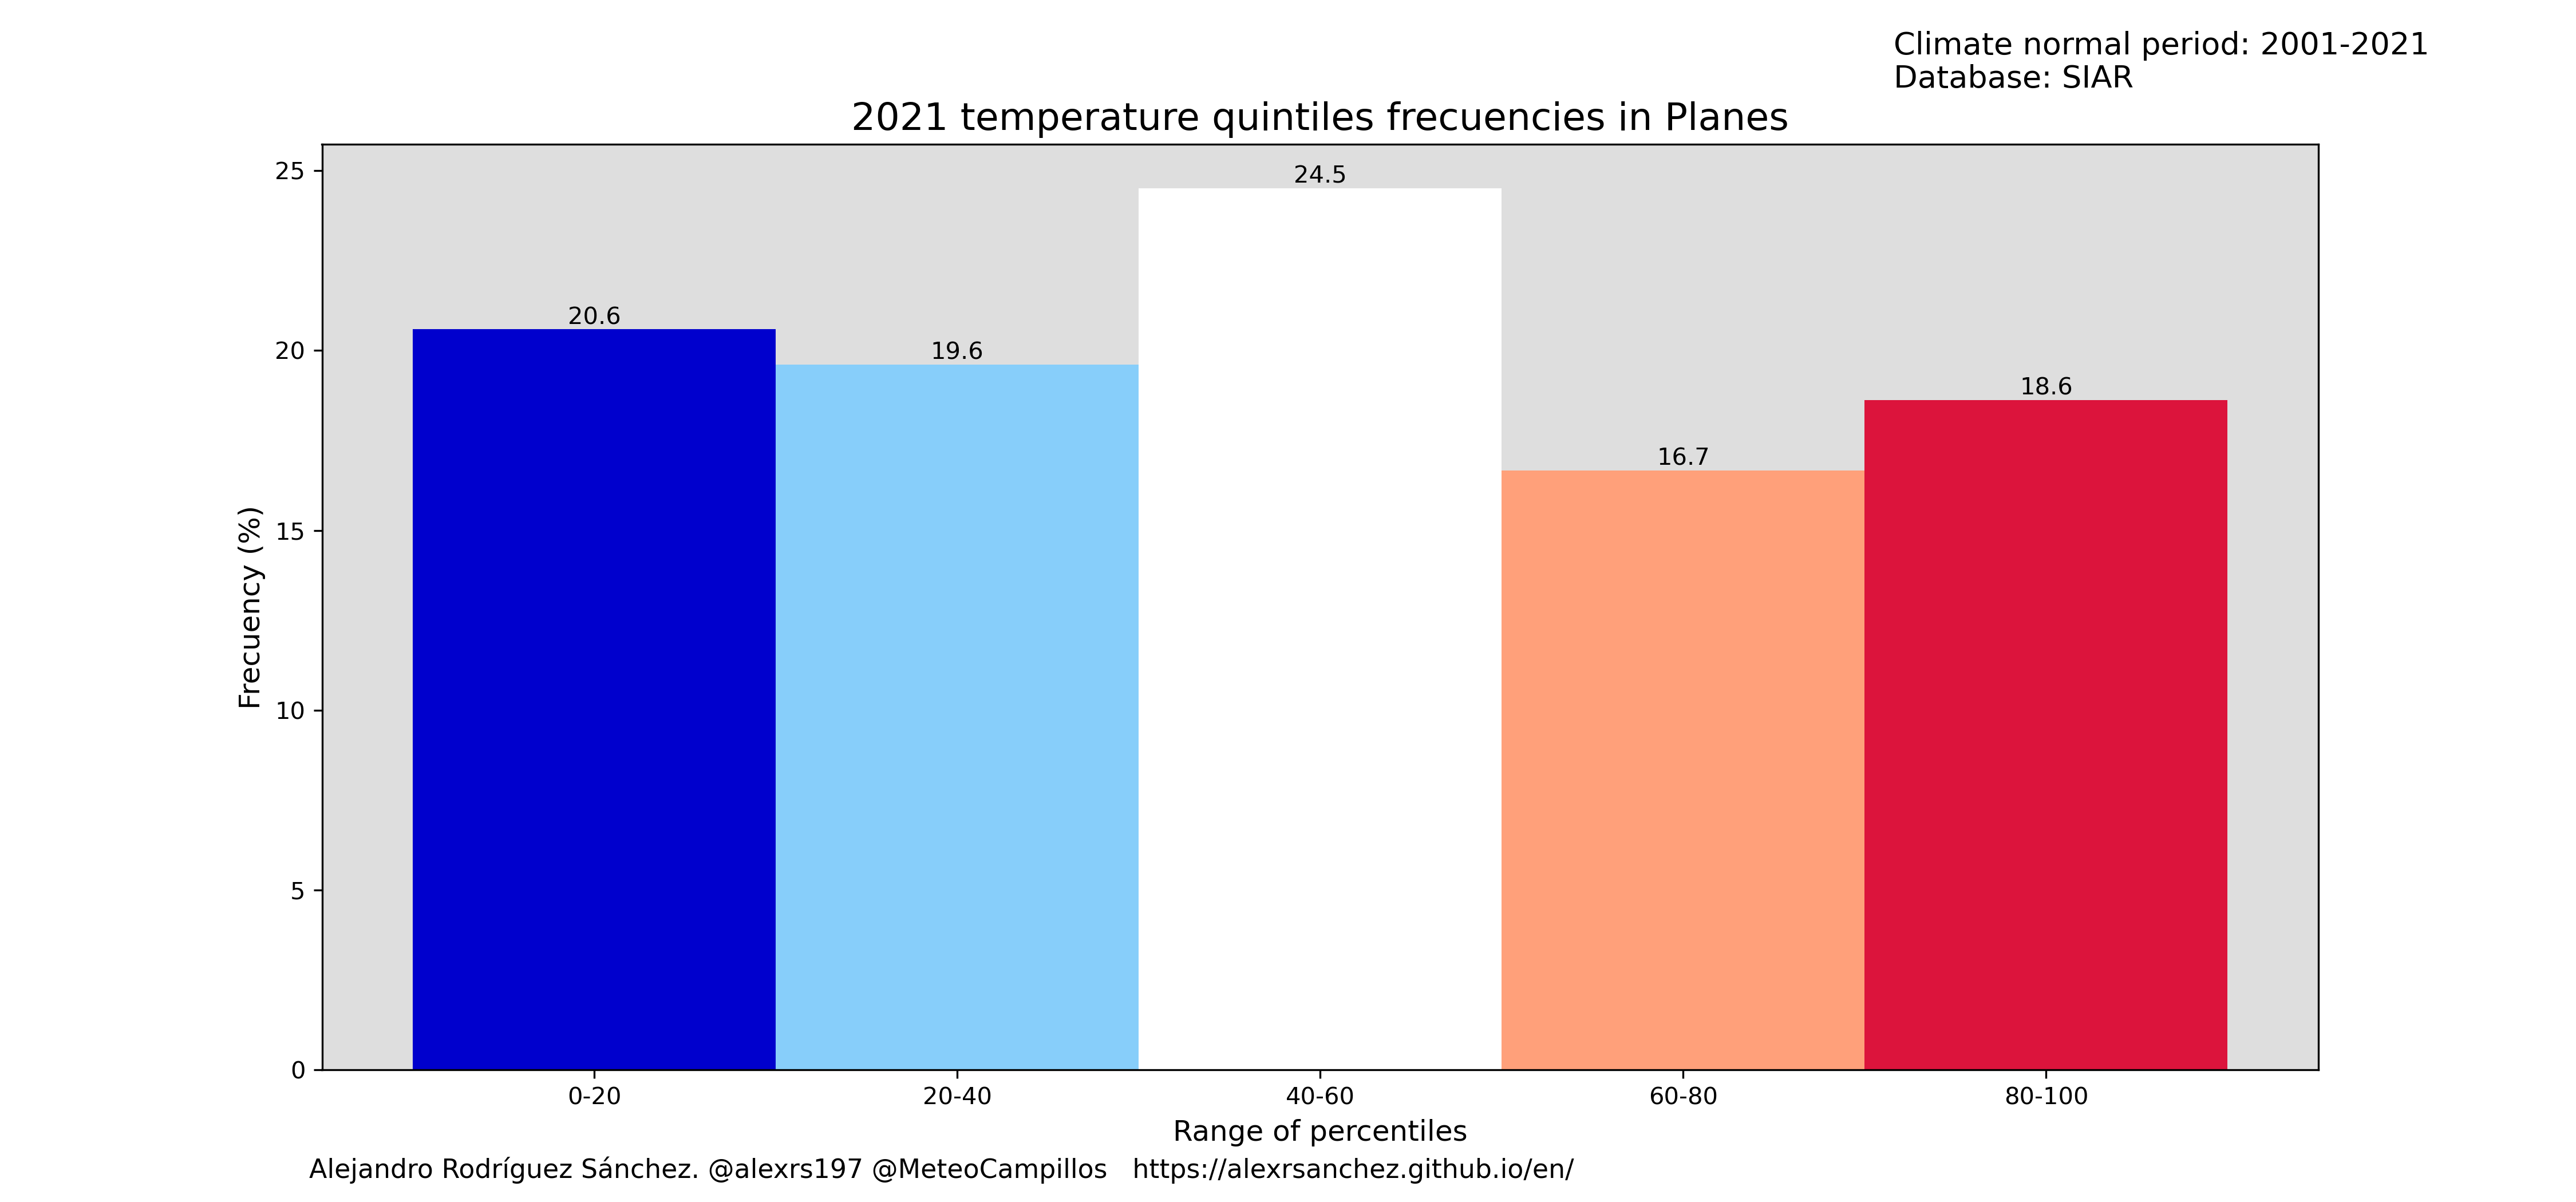 Climate normal period: 2001-2021
Database: SIAR
2021 temperature quintiles frecuencies in Planes
25
24.5
20.6
20
19.6
18.6
16.7
Frecuency (%)
15
10
5
0
0-20 20-40 40-60 60-80 80-100
Range of percentiles
Alejandro Rodríguez Sánchez. @alexrs197 @MeteoCampillos https://alexrsanchez.github.io/en/